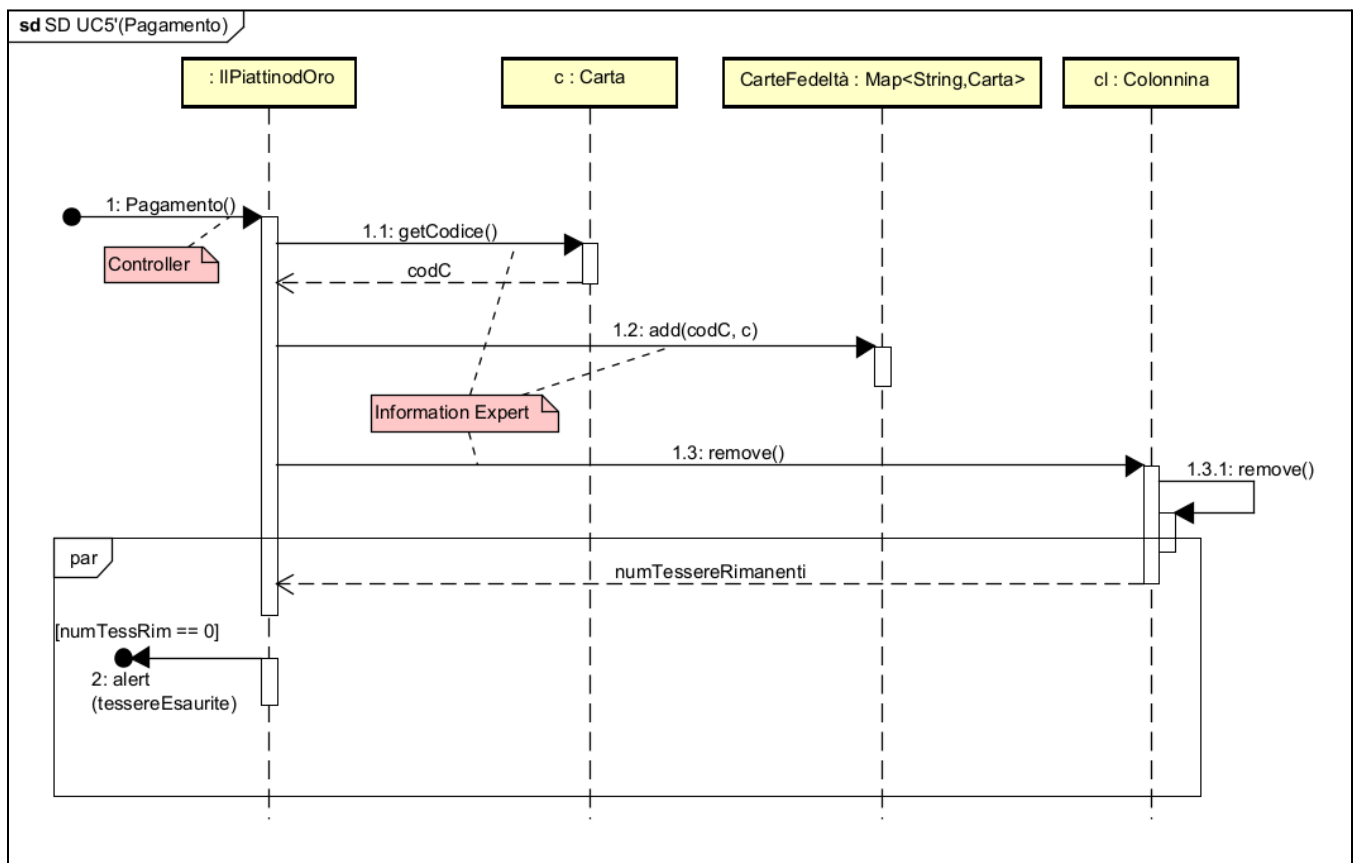 sd SD UC5'(Pagamento)
: IlPiattinodOro
c : Carta
CarteFedeltà : Map<String,Carta>
cl : Colonnina
1: Pagamento()
Controller
1.1: getCodice()
codC
1.2: add(codC, c)
Information Expert
1.3: remove()
1.3.1: remove()
par
numTessereRimanenti
[numTessRim == 0]
2: alert
(tessereEsaurite)